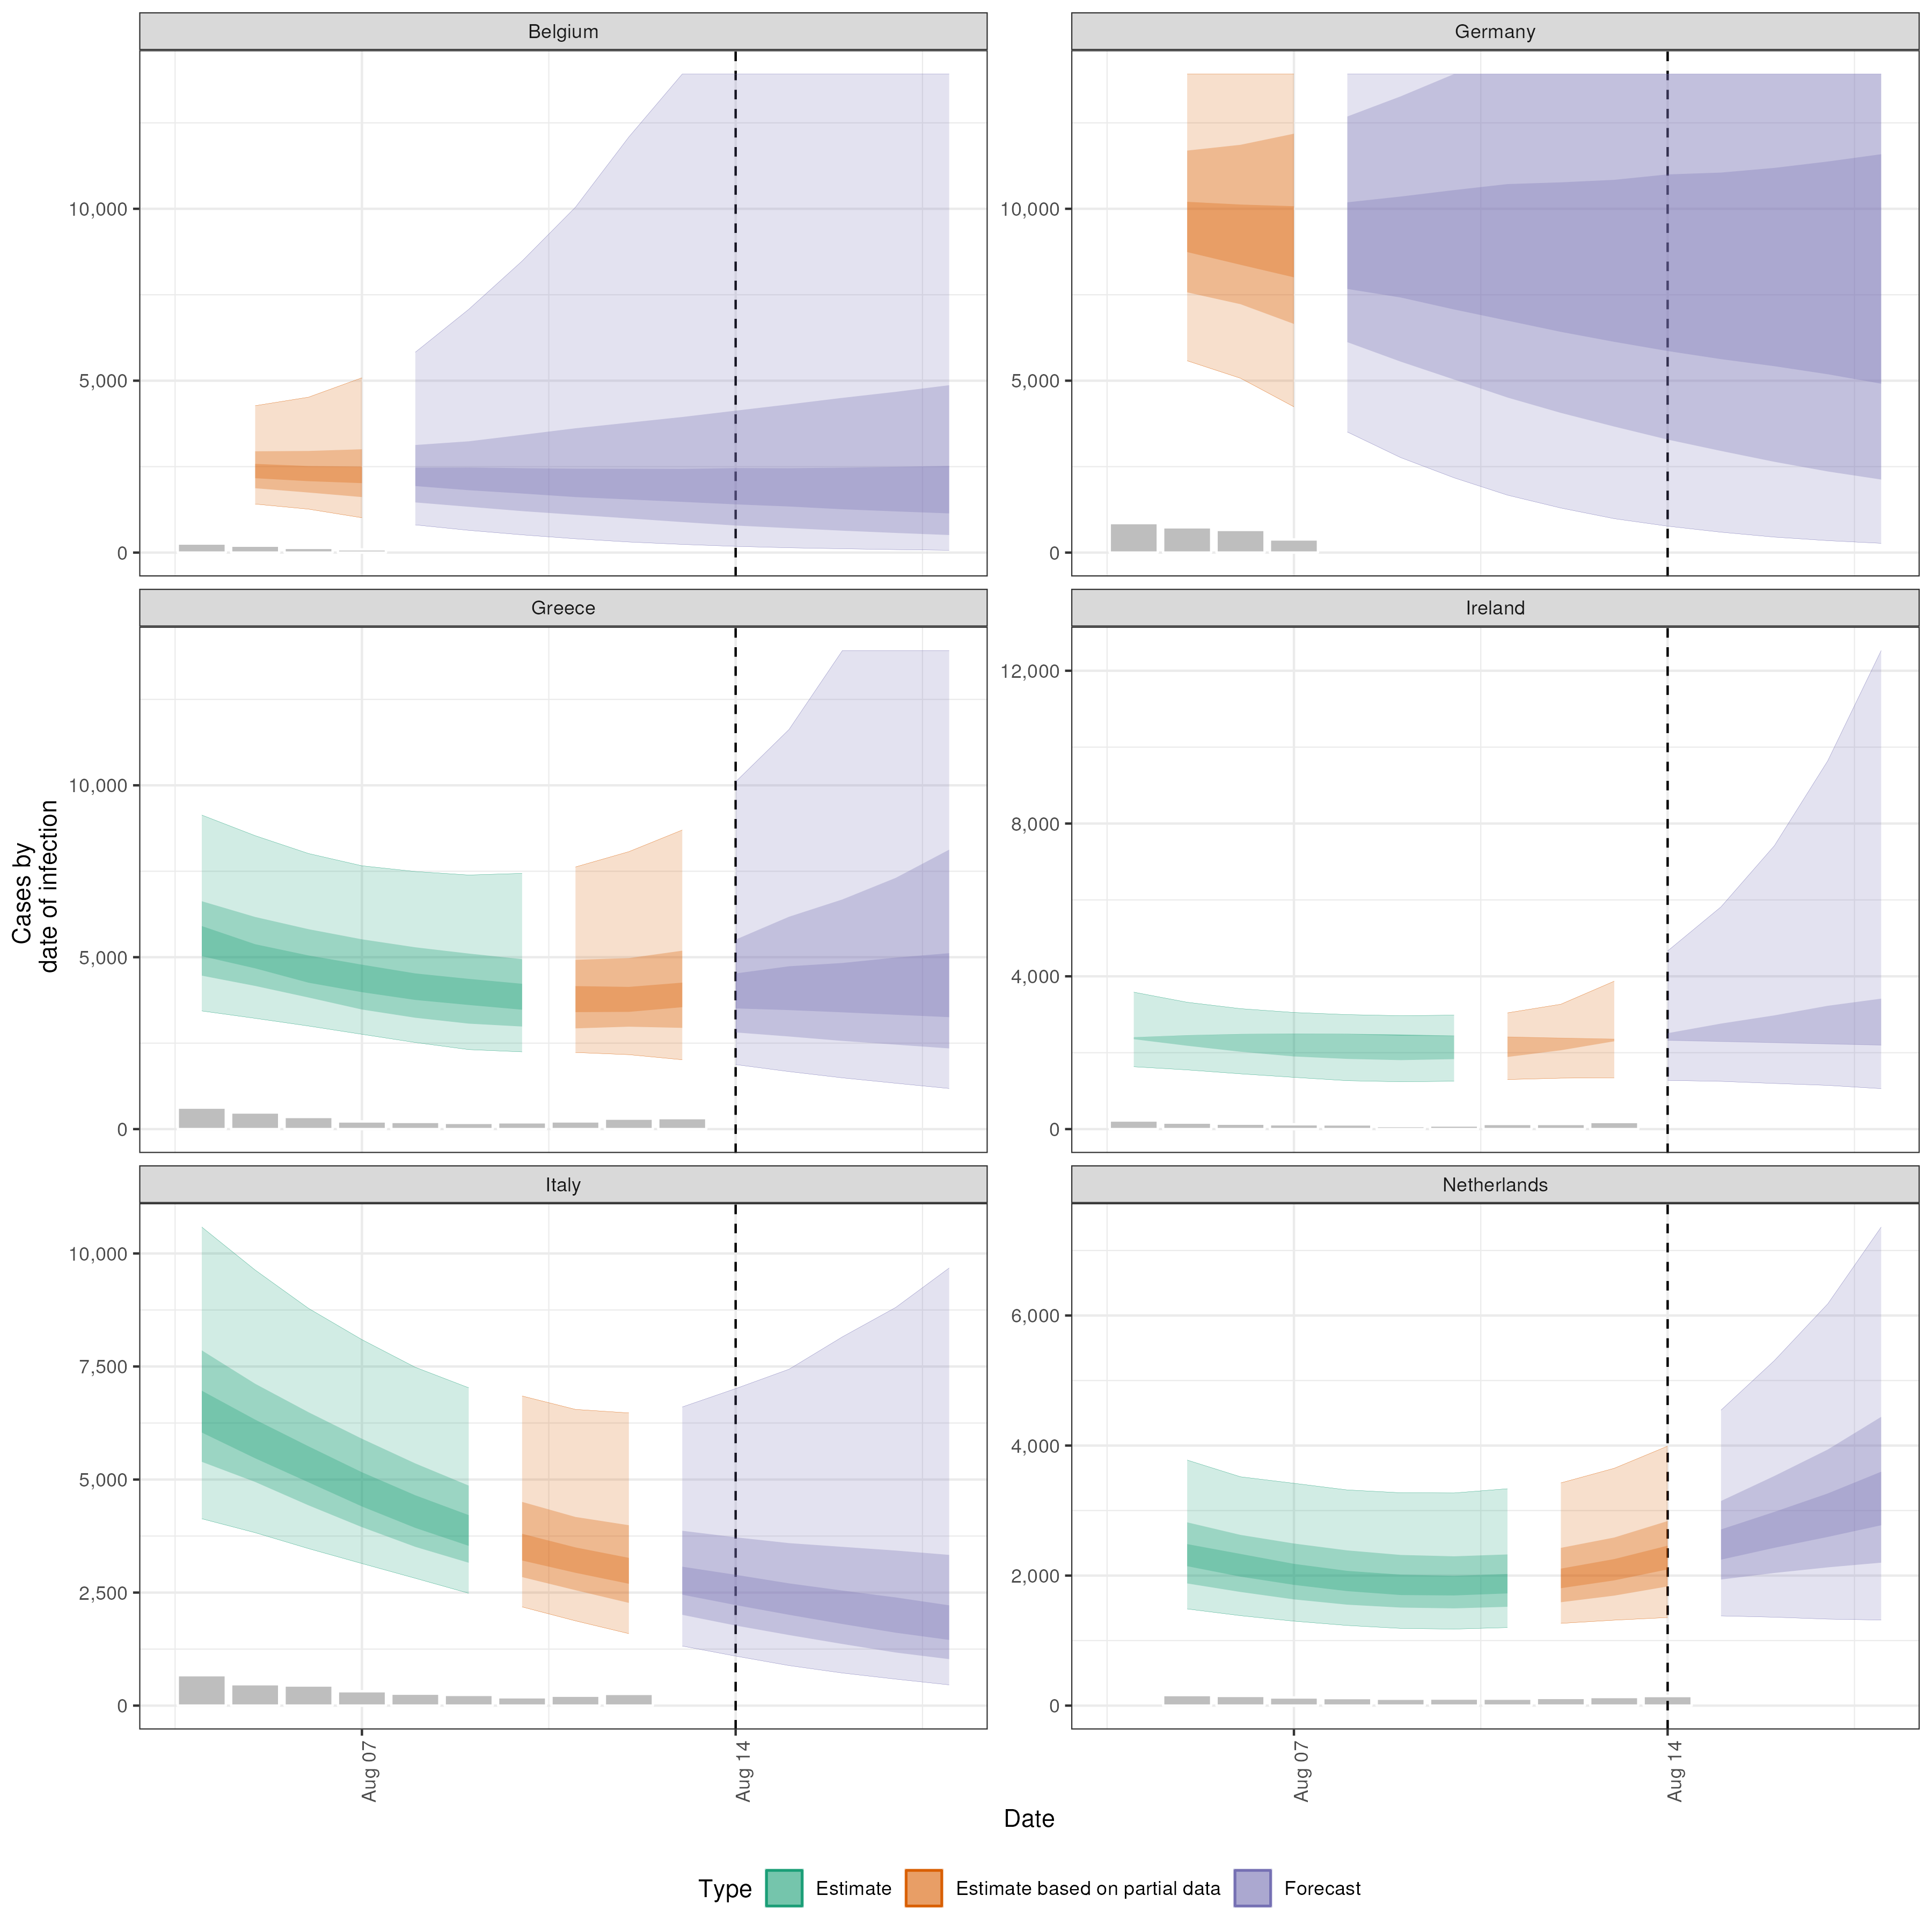 Belgium
Germany
10,000
5,000
0
10,000
5,000
0
Greece
Ireland
10,000
5,000
0
12,000
8,000
4,000
0
Cases by
date of infection
Italy
Netherlands
10,000
7,500
5,000
2,500
0
6,000
4,000
2,000
0
Aug 07
Aug 14
Aug 07
Aug 14
Date
Type
Estimate
Estimate based on partial data
Forecast